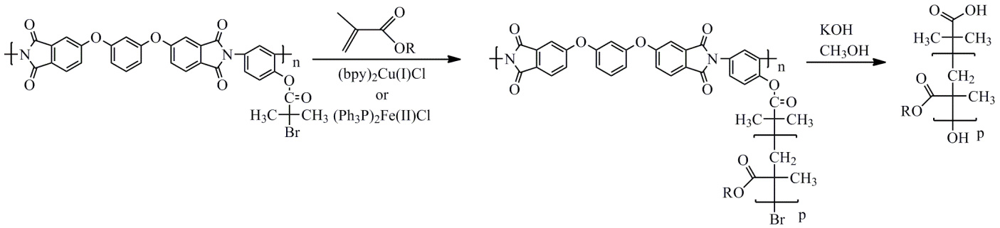 O
O
O
O
N
O
O
N
n
O
O
O
C=O
H3C
CH3
Br
O
OR
(bpy)2Cu(I)Cl
or
(Ph3P)2Fe(II)Cl
O
O
O
O
N
O
O
N
n
O
O
O
C=O
H3C
CH3
CH2
O
CH3
RO
Br
p
KOH
CH3OH
O
OH
H3C
CH3
CH2
O
CH3
RO
OH
p